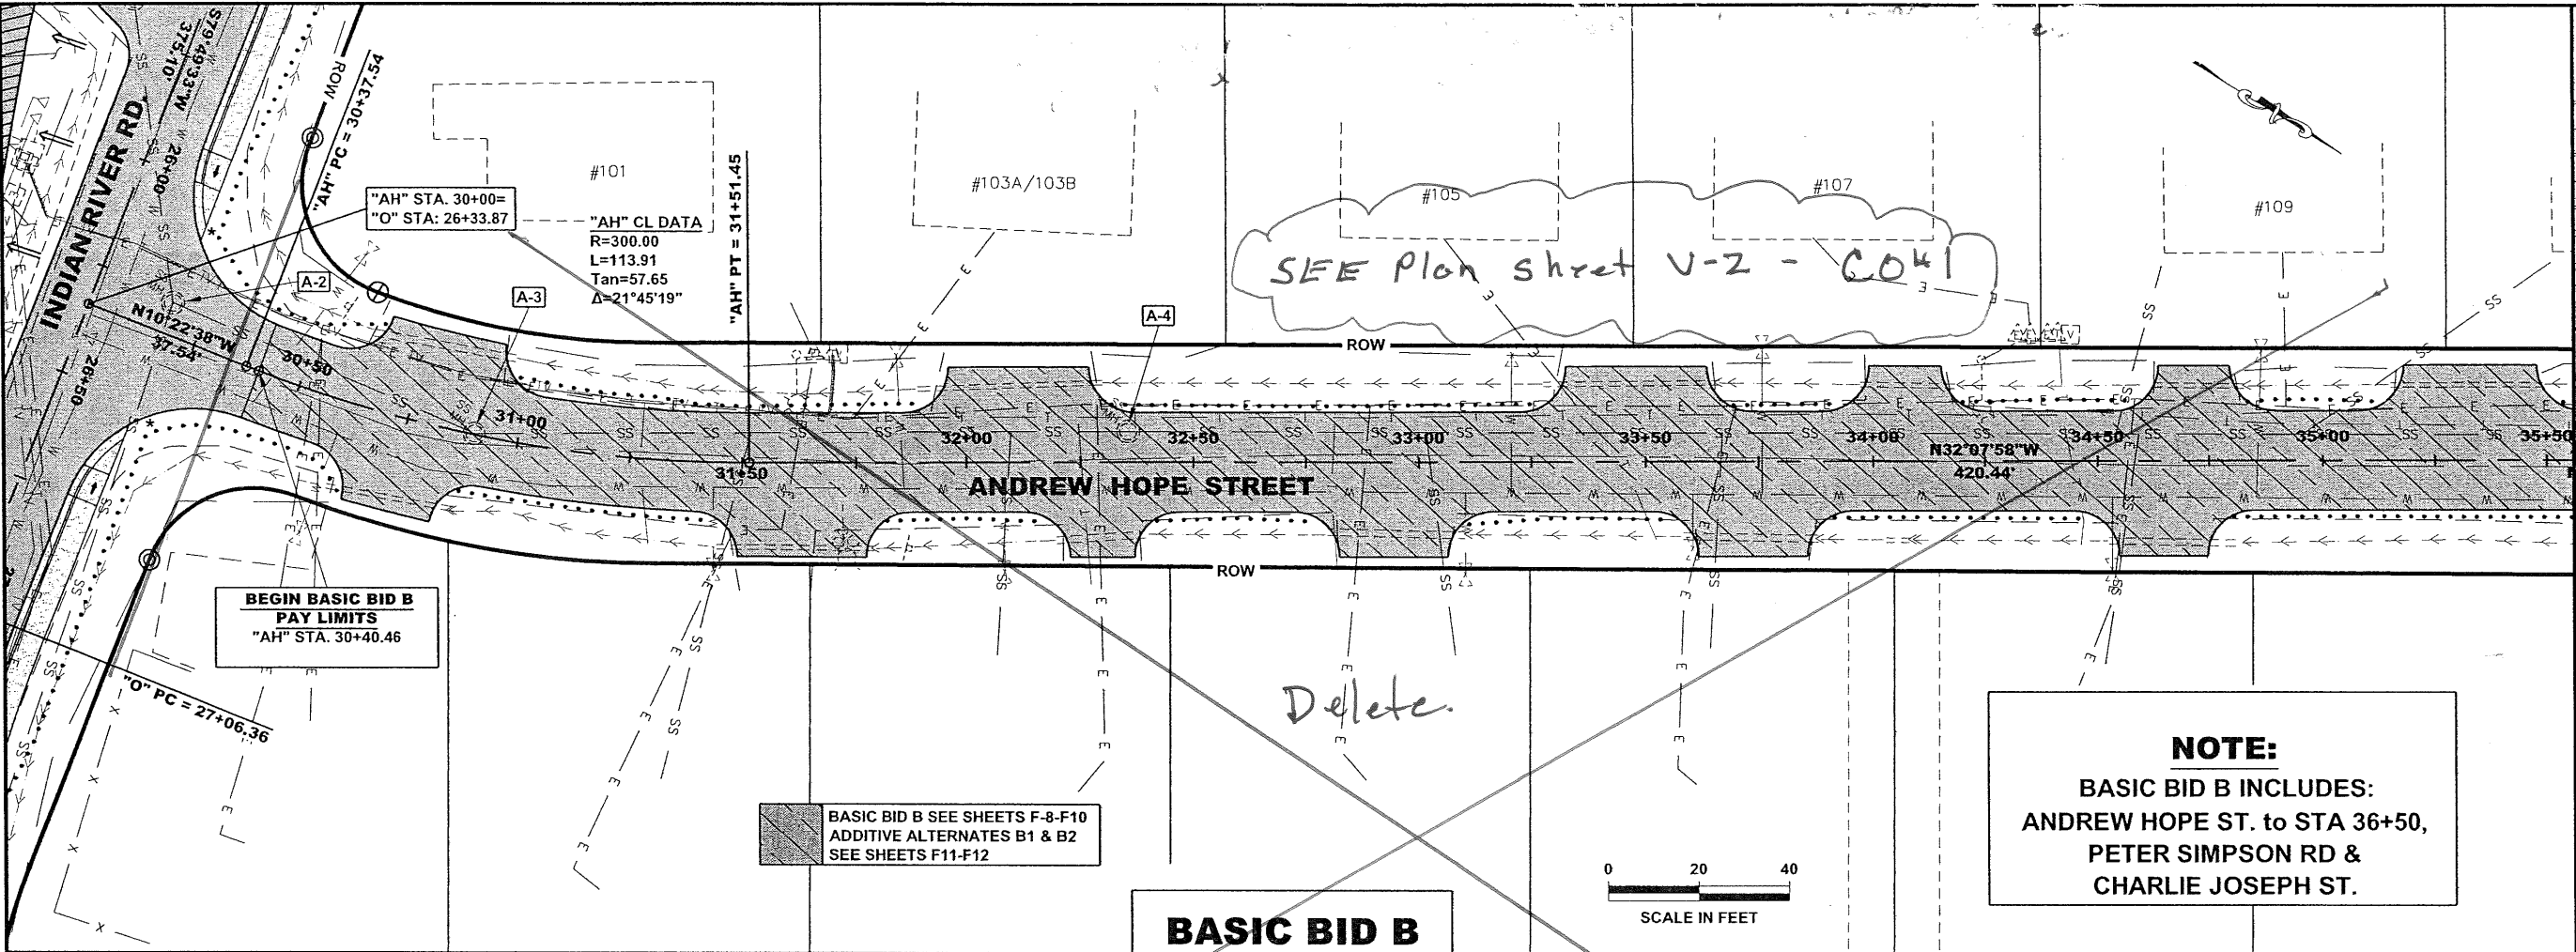 S79°49'33"W
375.10'
INDIAN RIVER RD.
26+00
26+50
ROW
"AH" PC = 30+37.54
"AH" STA. 30+00=
"O" STA: 26+33.87
#101
"AH" CL DATA
R=300.00
L=113.91
Tan=57.65
Δ=21°45'19"
"AH" PT = 31+51.45
#103A/103B
#105
#107
#109
SEE Plan sheet V-2 - CO#1
A-2
A-3
A-4
N10°22'38"W
37.54'
30+50
31+00
31+50
32+00
32+50
33+00
33+50
34+00
N32°07'58"W
420.44'
34+50
35+00
35+50
ROW
ANDREW HOPE STREET
ROW
BEGIN BASIC BID B
PAY LIMITS
"AH" STA. 30+40.46
"O" PC = 27+06.36
Delete.
BASIC BID B SEE SHEETS F-8-F10
ADDITIVE ALTERNATES B1 & B2
SEE SHEETS F11-F12
BASIC BID B
0 20 40
SCALE IN FEET
NOTE:
BASIC BID B INCLUDES:
ANDREW HOPE ST. to STA 36+50,
PETER SIMPSON RD &
CHARLIE JOSEPH ST.